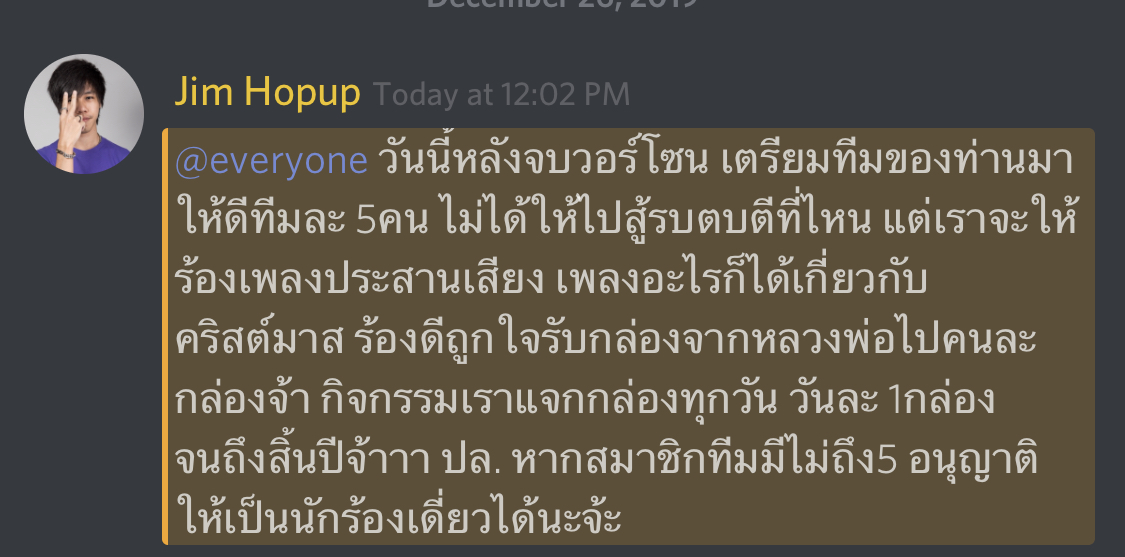 December 26, 2019
Jim Hopup Today at 12:02 PM
@everyone วันนี้หลังจบวอร์โซน เตรียมทีมของท่านมา
ให้ดีทีมละ 5คน ไม่ได้ให้ไปสู้รบตบตีที่ไหน แต่เราจะให้
ร้องเพลงประสานเสียง เพลงอะไรก็ได้เกี่ยวกับ
คริสต์มาส ร้องดีถูกใจรับกล่องจากหลวงพ่อไปคนละ
กล่องจ้า กิจกรรมเราแจกกล่องทุกวัน วันละ 1กล่อง
จนถึงสิ้นปีจ้าาา ปล. หากสมาชิกทีมมีไม่ถึง5 อนุญาติ
ให้เป็นนักร้องเดี่ยวได้นะจ้ะ